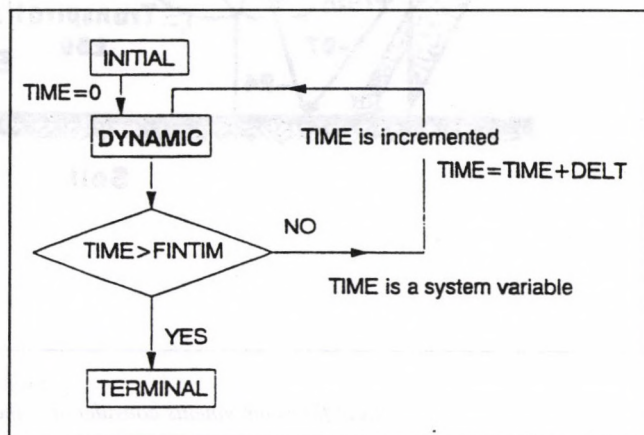 INITIAL
TIME=0
DYNAMIC
TIME is incremented
TIME=TIME+DELT
TIME>FINTIM
NO
TIME is a system variable
YES
TERMINAL